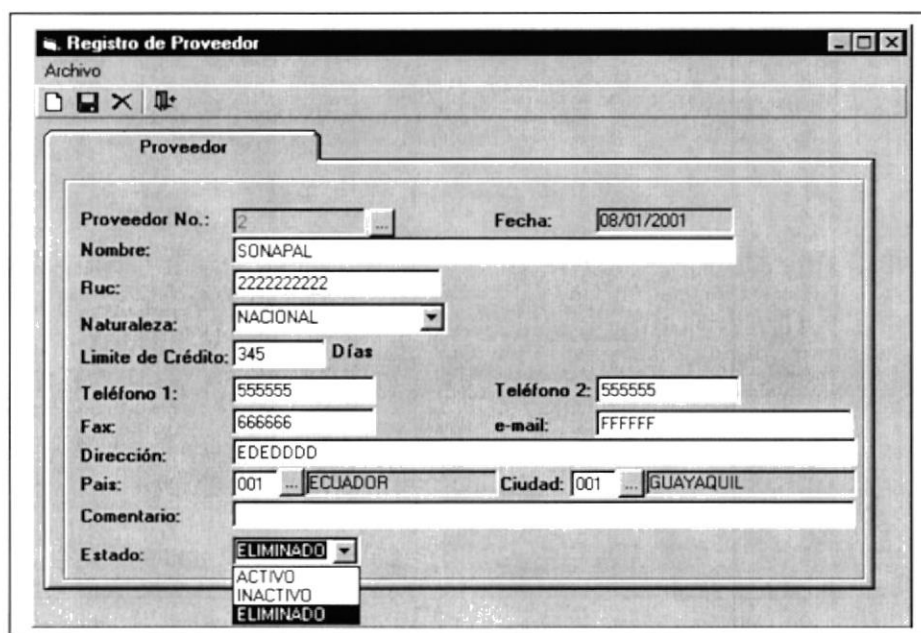 Registro de Proveedor
Archivo
Proveedor
Proveedor No.: 2 ... Fecha: 08/01/2001
Nombre: SONAPAL
Ruc: 2222222222
Naturaleza: NACIONAL
Limite de Crédito: 345 Días
Teléfono 1: 555555 Teléfono 2: 555555
Fax: 666666 e-mail: FFFFFF
Dirección: EDEDDDD
Pais: 001 ... ECUADOR Ciudad: 001 ... GUAYAQUIL
Comentario:
Estado: ELIMINADO
ACTIVO
INACTIVO
ELIMINADO